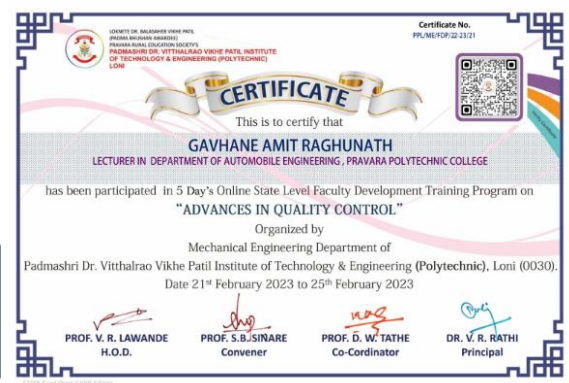 LOKNETE DR. BALASAHEB VIKHE PATIL
(PADMA BHUSHAN AWARDEE)
PRAVARA RURAL EDUCATION SOCIETY'S
PADMASHRI DR. VITTHALRAO VIKHE PATIL INSTITUTE
OF TECHNOLOGY & ENGINEERING (POLYTECHNIC)
LONI
Certificate No.
PPL/ME/FDP/22-23/21
CERTIFICATE
This is to certify that
GAVHANE AMIT RAGHUNATH
LECTURER IN DEPARTMENT OF AUTOMOBILE ENGINEERING , PRAVARA POLYTECHNIC COLLEGE
has been participated in 5 Day's Online State Level Faculty Development Training Program on
"ADVANCES IN QUALITY CONTROL"
Organized by
Mechanical Engineering Department of
Padmashri Dr. Vitthalrao Vikhe Patil Institute of Technology & Engineering (Polytechnic), Loni (0030).
Date 21st February 2023 to 25th February 2023
PROF. V. R. LAWANDE
H.O.D.
PROF. S.B. SINARE
Convener
PROF. D. W. TATHE
Co-Cordinator
DR. V. R. RATHI
Principal